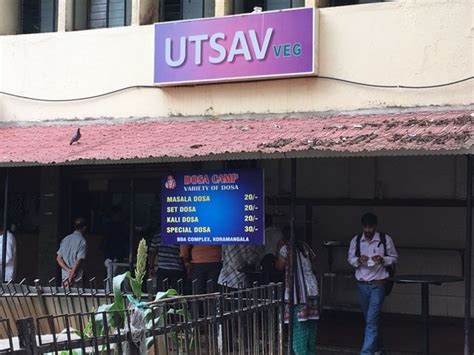 UTSAV VEG
DOSA CAMP
VARIETY OF DOSA
MASALA DOSA 20/-
SET DOSA 20/-
KALI DOSA 20/-
SPECIAL DOSA 30/-
BDA COMPLEX, KORAMANGALA